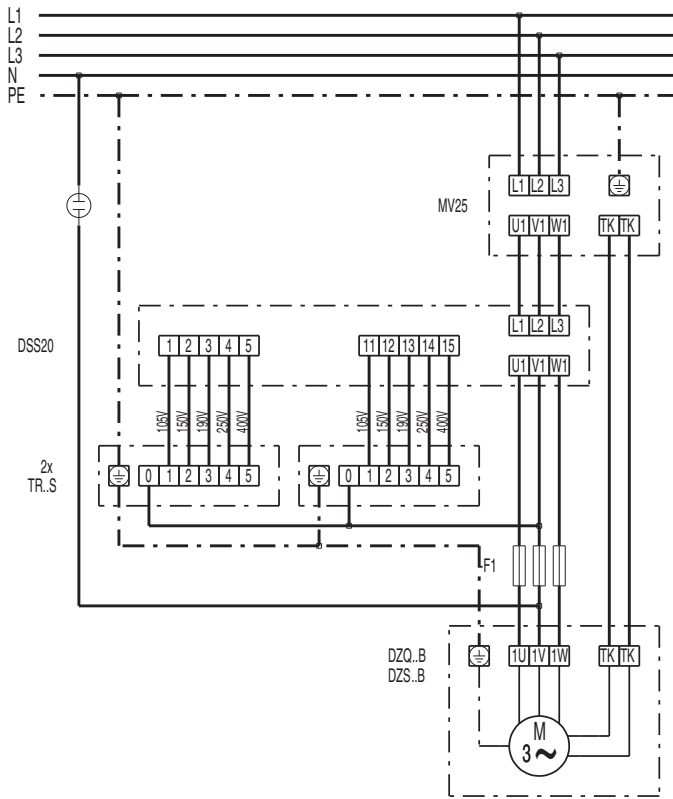 L1
L2
L3
N
PE
L1 L2 L3
MV25
U1 V1 W1 TK TK
L1 L2 L3
DSS20
1 2 3 4 5 11 12 13 14 15
U1 V1 W1
105V 150V 190V 250V 400V 105V 150V 190V 250V 400V
2x
TR..S
0 1 2 3 4 5 0 1 2 3 4 5
F1
DZQ..B
DZS..B
1U 1V 1W TK TK
M
3 ~